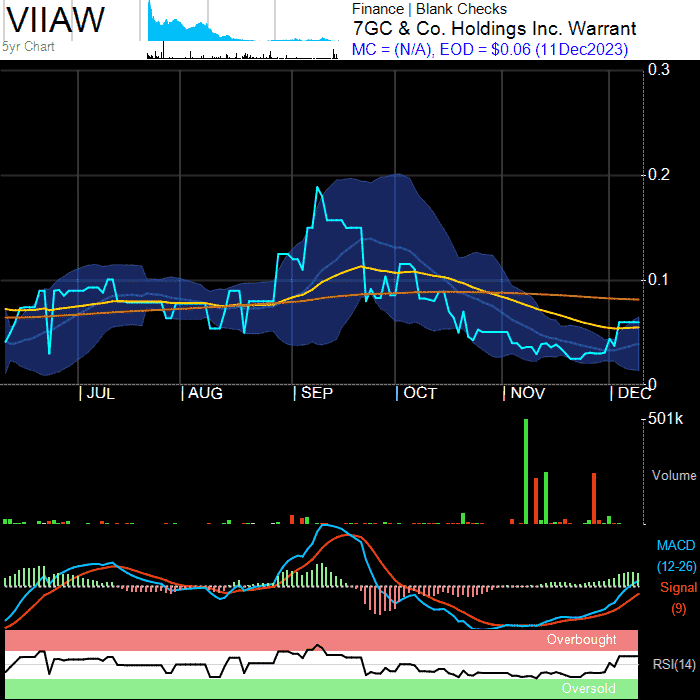 VIIAW
5yr Chart
Finance | Blank Checks
7GC & Co. Holdings Inc. Warrant
MC = (N/A), EOD = $0.06 (11Dec2023)
0.3
0.2
0.1
0
JUL AUG SEP OCT NOV DEC
501k
Volume
MACD
(12-26)
Signal
(9)
Overbought
RSI(14)
Oversold